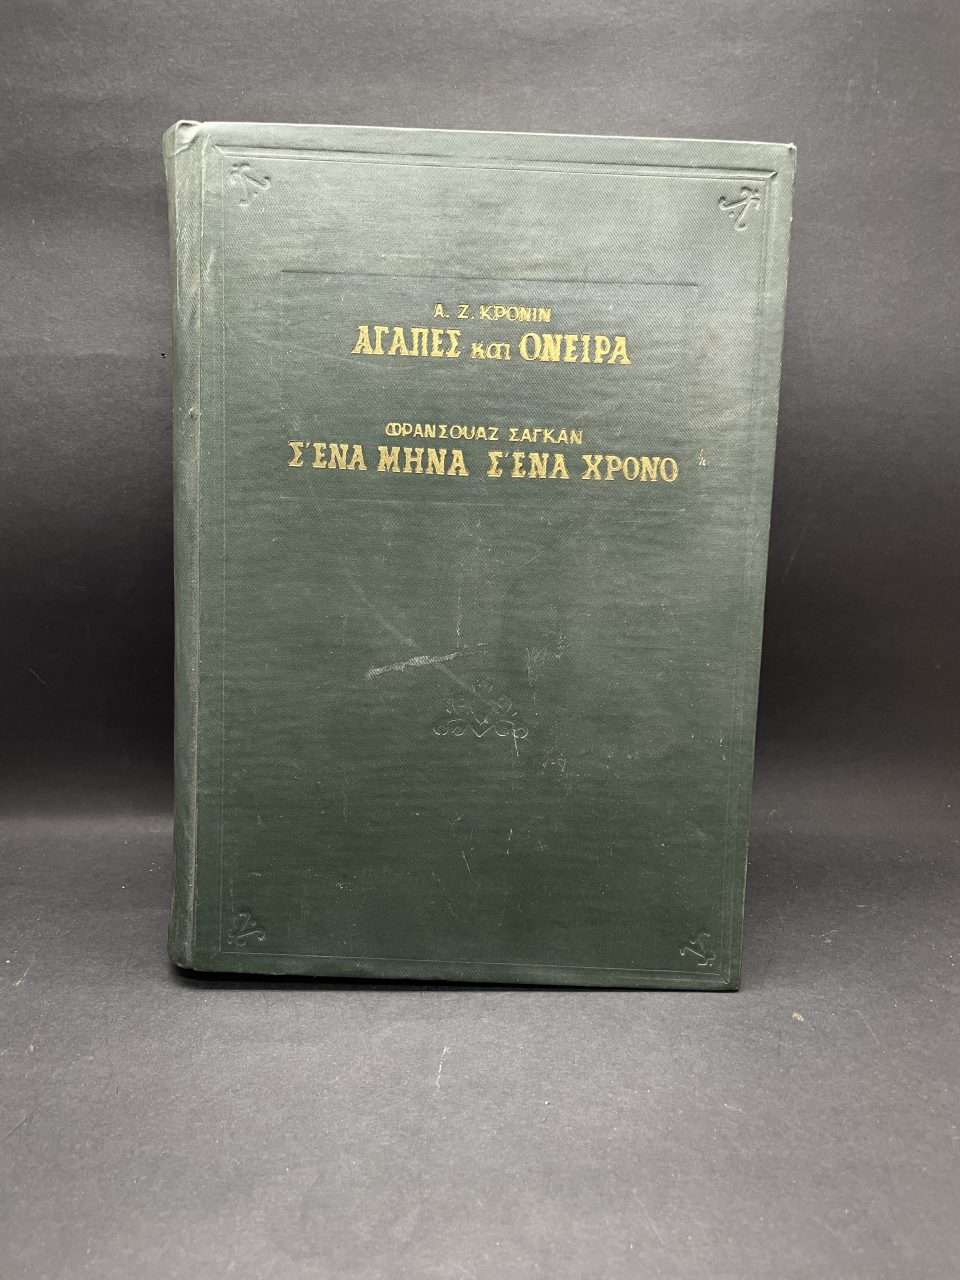 Α. Ζ. ΚΡΟΝΙΝ
ΑΓΑΠΕΣ και ΟΝΕΙΡΑ
ΦΡΑΝΣΟΥΑΖ ΣΑΓΚΑΝ
Σ'ΕΝΑ ΜΗΝΑ Σ'ΕΝΑ ΧΡΟΝΟ